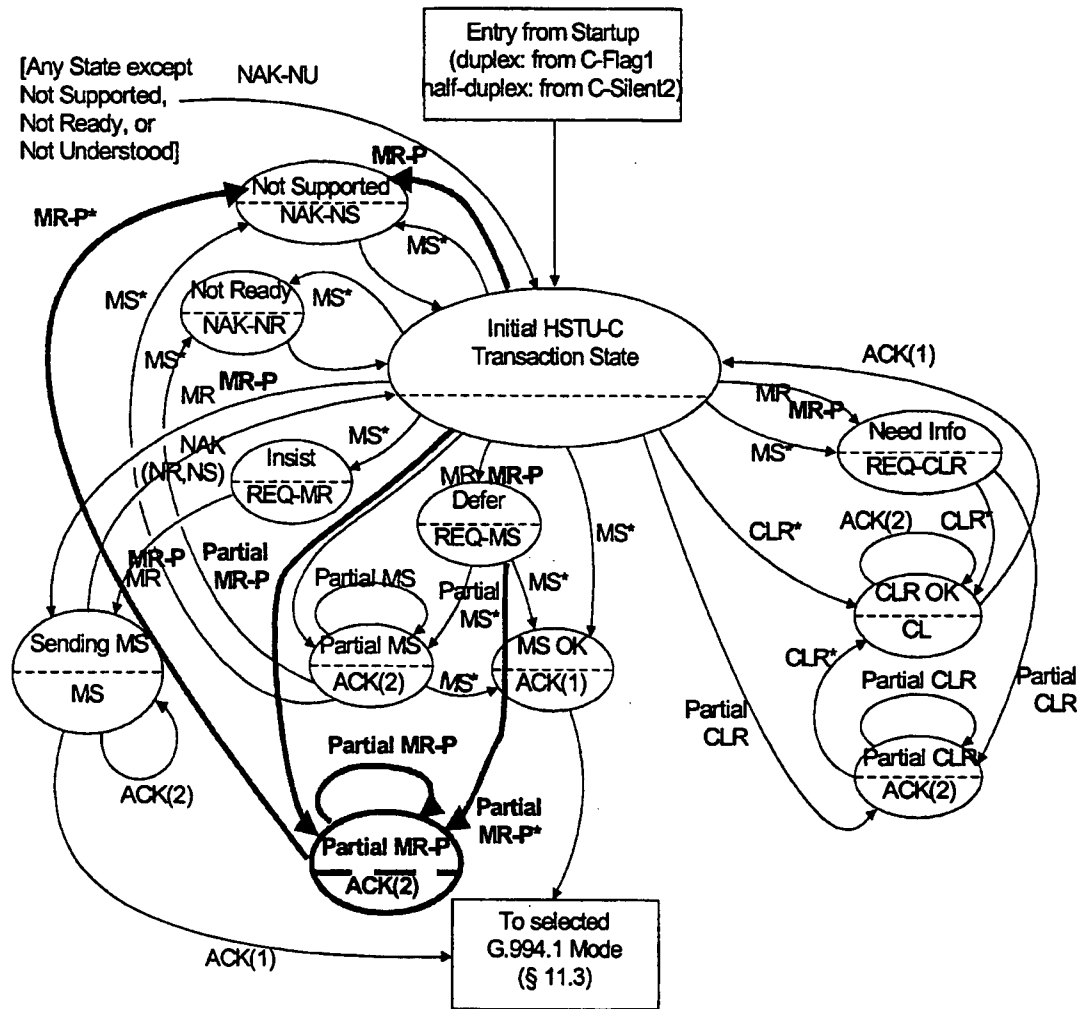 Entry from Startup
(duplex: from C-Flag1
half-duplex: from C-Silent2)
[Any State except
Not Supported,
Not Ready, or
Not Understood]
NAK-NU
MR-P
Not Supported
NAK-NS
MR-P*
MS*
MS*
Not Ready
NAK-NR
MS*
MS*
Initial HSTU-C
Transaction State
ACK(1)
MR
MR-P
MR
MR-P
Need Info
REQ-CLR
MS*
MS*
NAK
(NR,NS)
Insist
REQ-MR
MR
MR-P
Defer
REQ-MS
MS*
CLR*
ACK(2)
CLR*
MR-P
MR
Partial
MR-P
Partial MS
Partial
MS*
MS*
CLR OK
CL
Sending MS
MS
Partial MS
ACK(2)
MS*
MS OK
ACK(1)
CLR*
Partial CLR
Partial
CLR
Partial
CLR
Partial CLR
ACK(2)
ACK(2)
Partial MR-P
Partial
MR-P*
Partial MR-P
ACK(2)
ACK(1)
To selected
G.994.1 Mode
(§ 11.3)